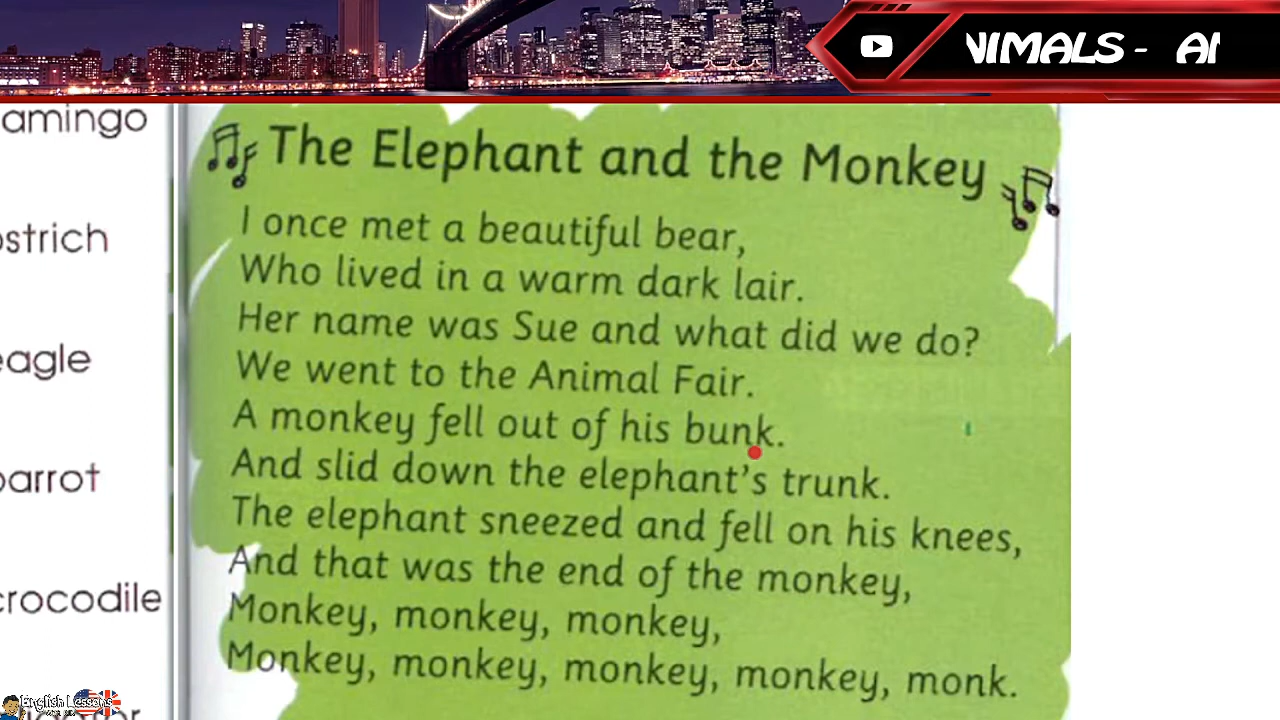 VIMALS - 
amingo
ostrich
eagle
parrot
crocodile
The Elephant and the Monkey
I once met a beautiful bear,
Who lived in a warm dark lair.
Her name was Sue and what did we do?
We went to the Animal Fair.
A monkey fell out of his bunk.
And slid down the elephant's trunk.
The elephant sneezed and fell on his knees,
And that was the end of the monkey,
Monkey, monkey, monkey,
Monkey, monkey, monkey, monkey, monk.
English Lessons